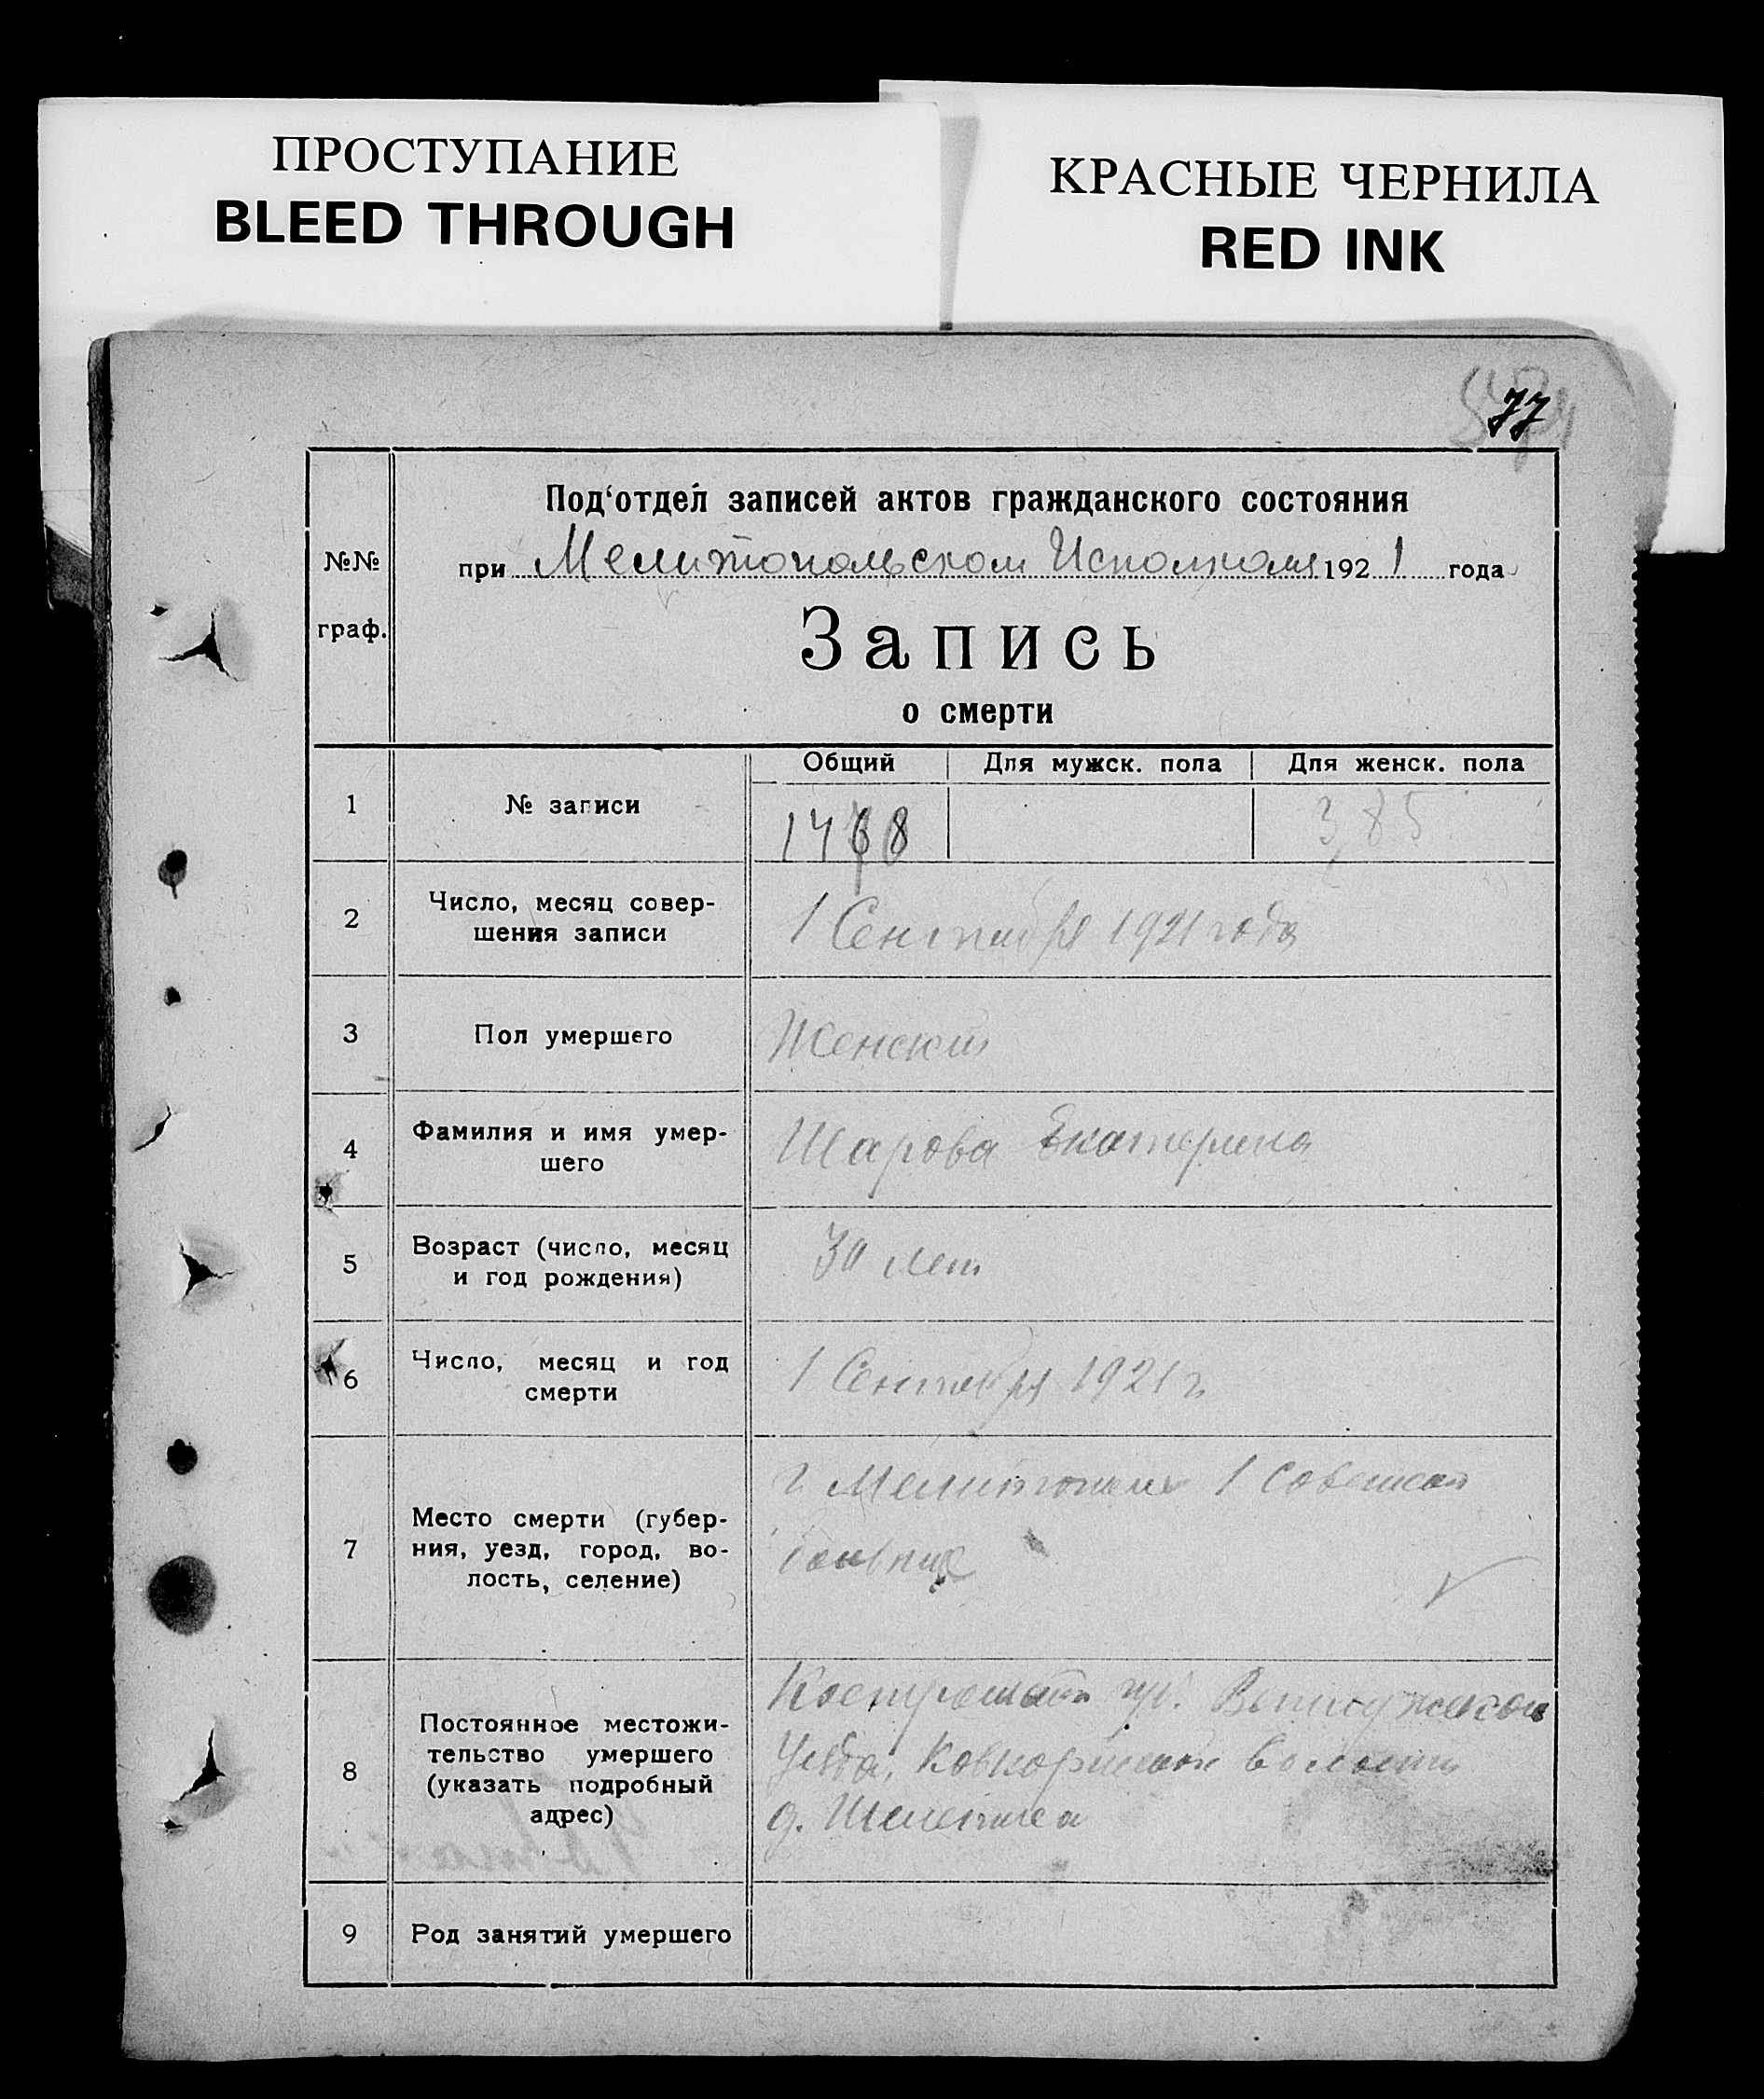 ПРОСТУПАНИЕ
BLEED THROUGH
КРАСНЫЕ ЧЕРНИЛА
RED INK
77
№№
граф.
Под‘отдел записей актов гражданского состояния
при Мелитопольском Исполкоме 1921 года
Запись
о смерти
Общий Для мужск. пола Для женск. пола
1 № записи 1468 385
2 Число, месяц совер-
шения записи
1 Сентября 1921 года
3 Пол умершего Женский
4 Фамилия и имя умер-
шего
Шарова Екатерина
5 Возраст (число, месяц
и год рождения)
30 лет
6 Число, месяц и год
смерти
1 Сентября 1921 г
7 Место смерти (губер-
ния, уезд, город, во-
лость, селение)
г Мелитополе 1 Советской
больнице
8 Постоянное местожи-
тельство умершего
(указать подробный
адрес)
Костромской губ.
Уезда, волости
д.
9 Род занятий умершего